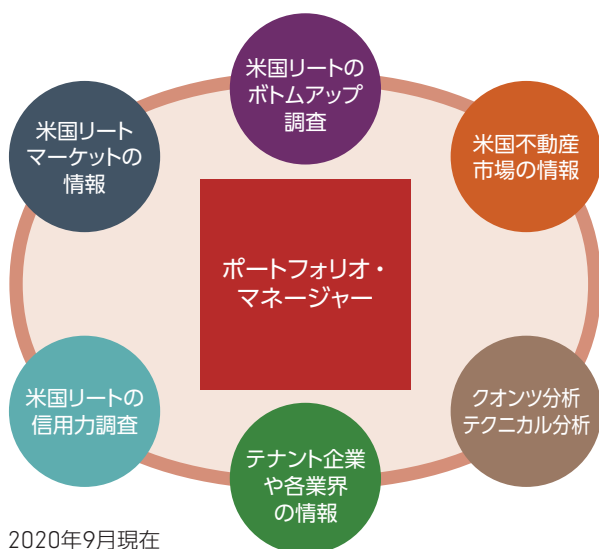 米国リートの
ボトムアップ
調査
米国リート
マーケットの
情報
米国不動産
市場の情報
ポートフォリオ・
マネージャー
米国リートの
信用力調査
クオンツ分析
テクニカル分析
テナント企業
や各業界
の情報
2020年9月現在